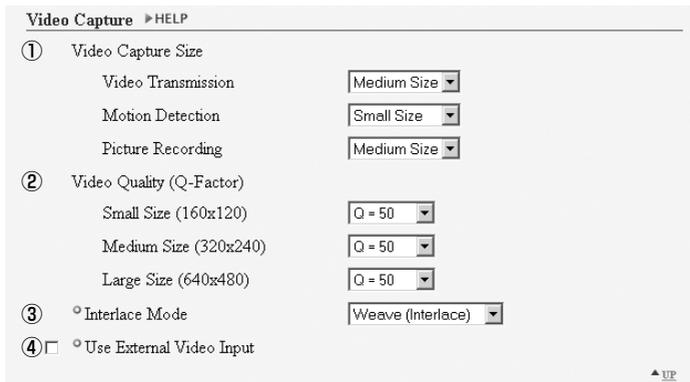 Video Capture ▶HELP
① Video Capture Size
Video Transmission Medium Size
Motion Detection Small Size
Picture Recording Medium Size
② Video Quality (Q-Factor)
Small Size (160x120) Q = 50
Medium Size (320x240) Q = 50
Large Size (640x480) Q = 50
③ Interlace Mode Weave (Interlace)
④ Use External Video Input
▲UP